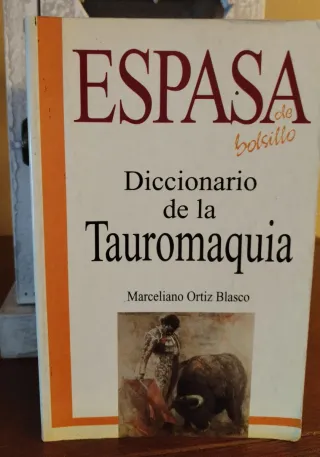 ESPASA
de bolsillo
Diccionario
de la
Tauromaquia
Marceliano Ortiz Blasco